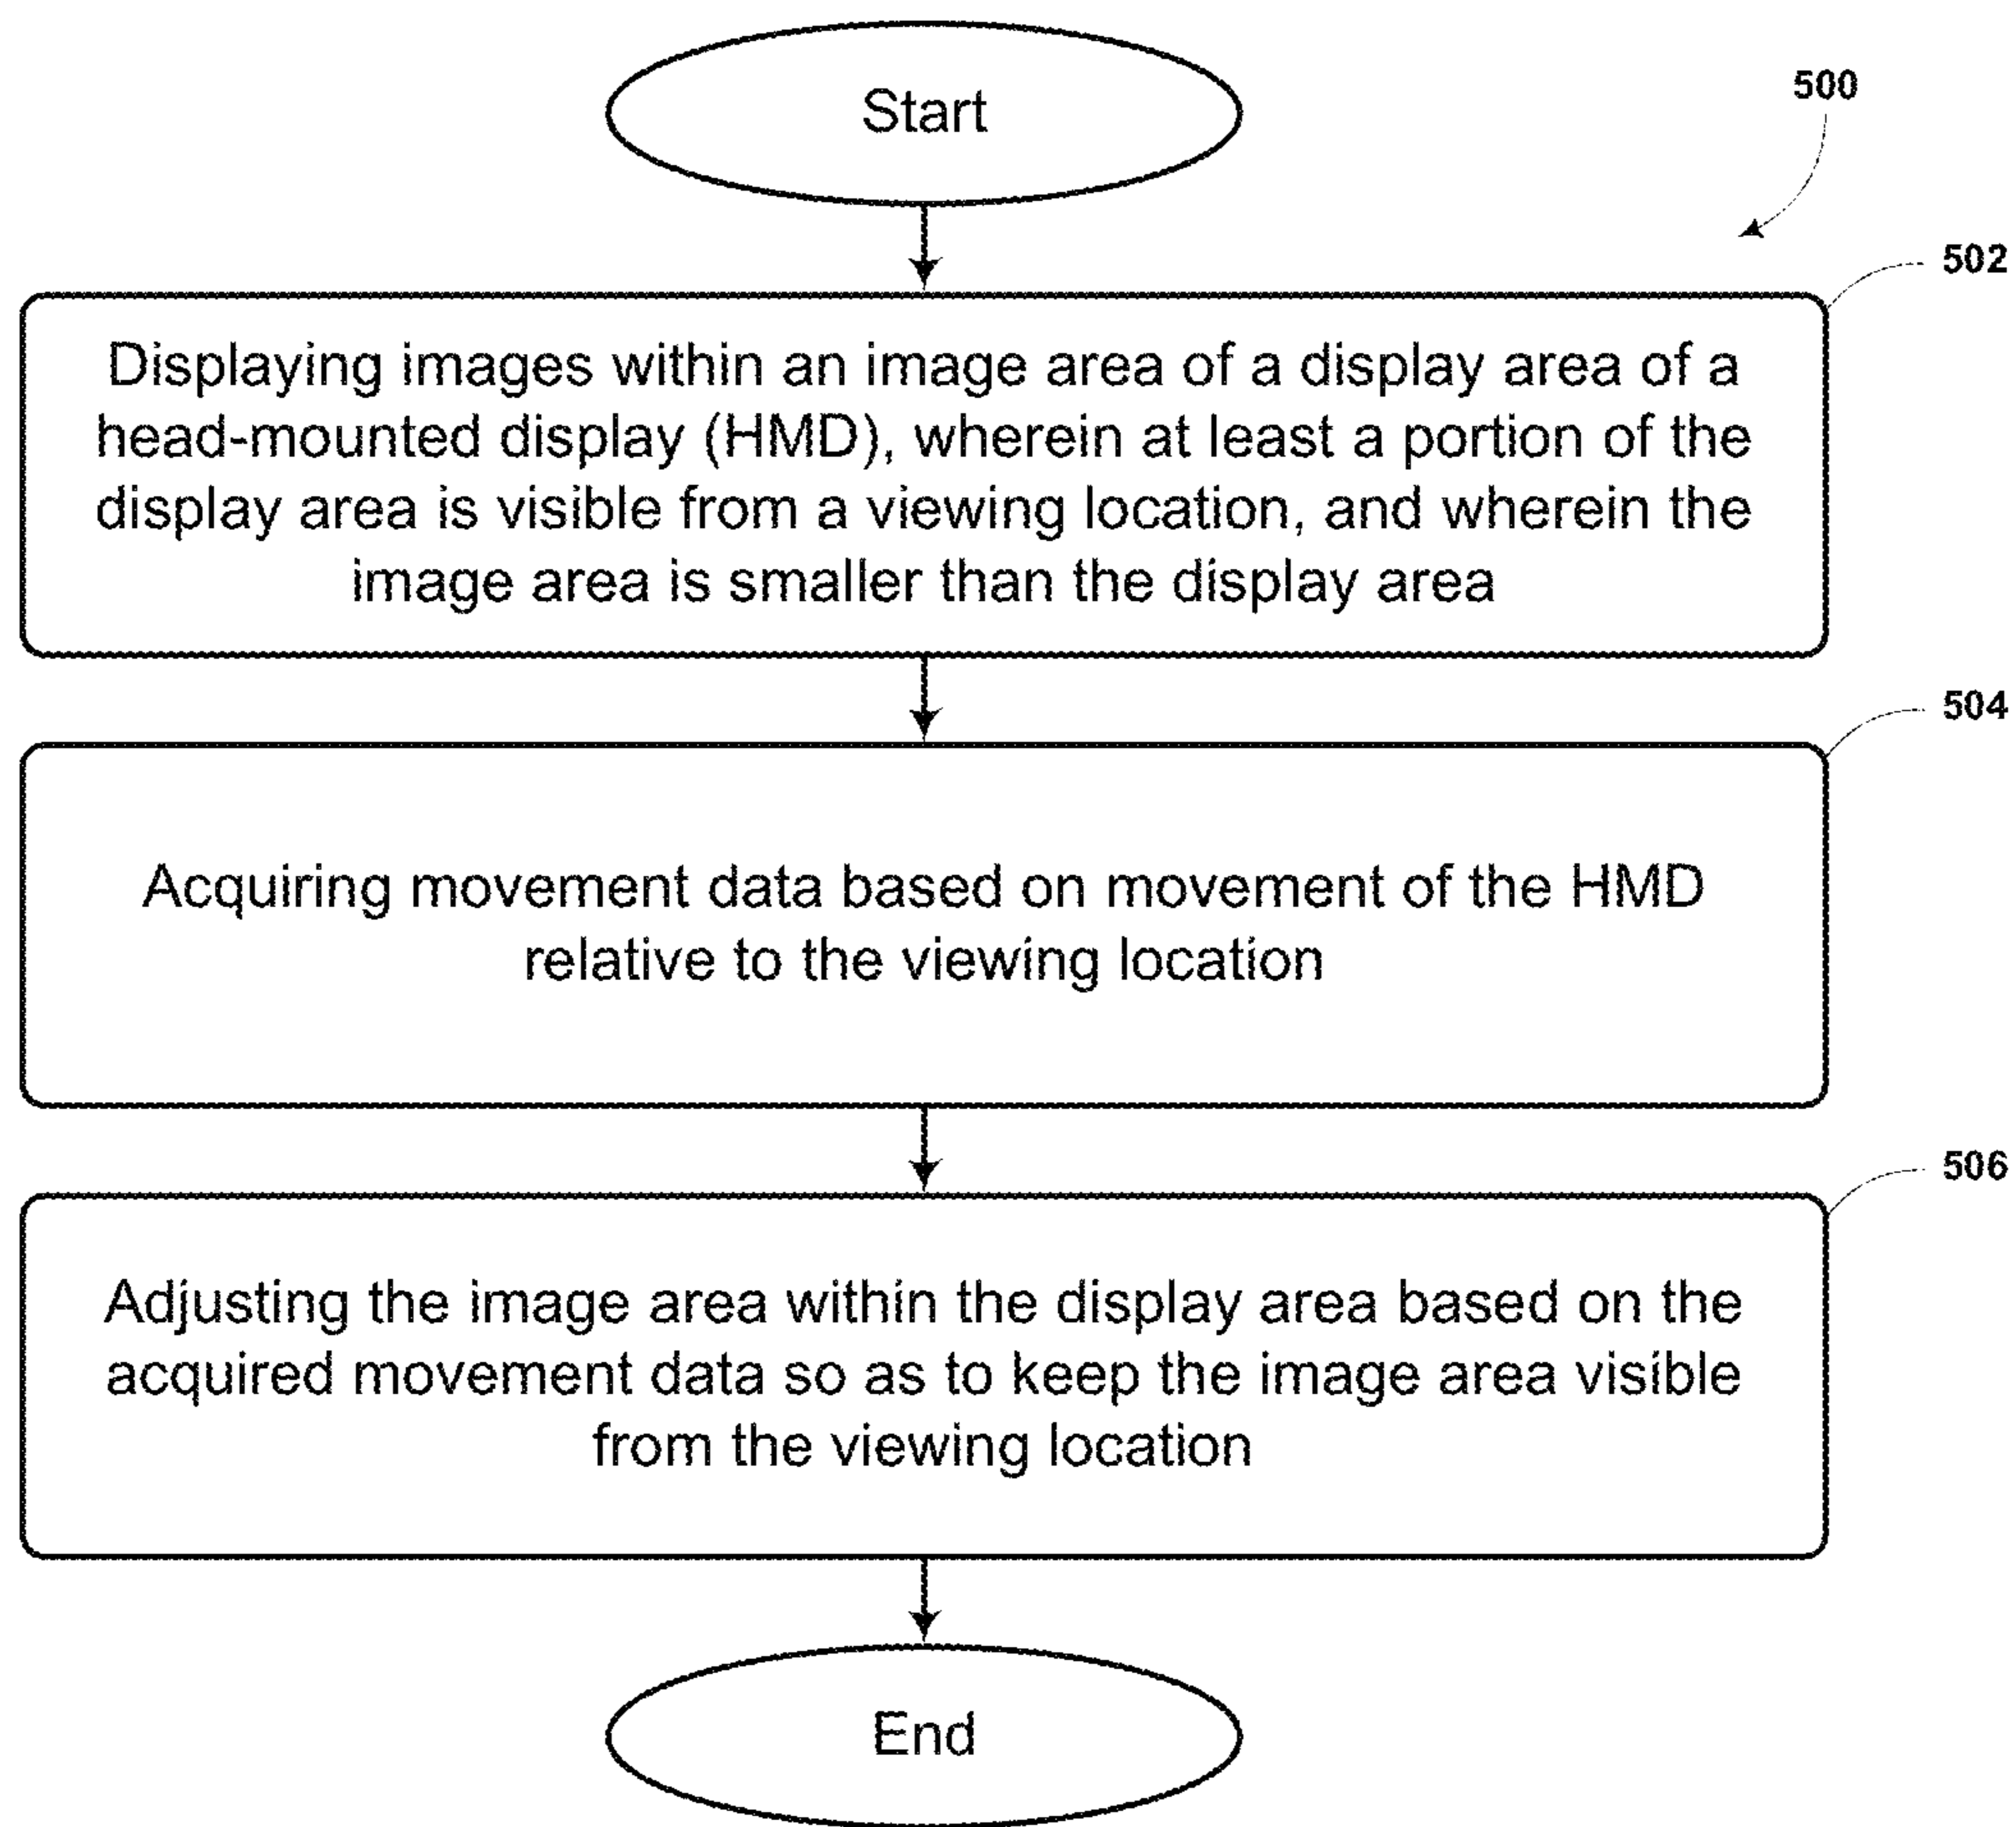 Start
500
502
Displaying images within an image area of a display area of a
head-mounted display (HMD), wherein at least a portion of the
display area is visible from a viewing location, and wherein the
image area is smaller than the display area
504
Acquiring movement data based on movement of the HMD
relative to the viewing location
506
Adjusting the image area within the display area based on the
acquired movement data so as to keep the image area visible
from the viewing location
End